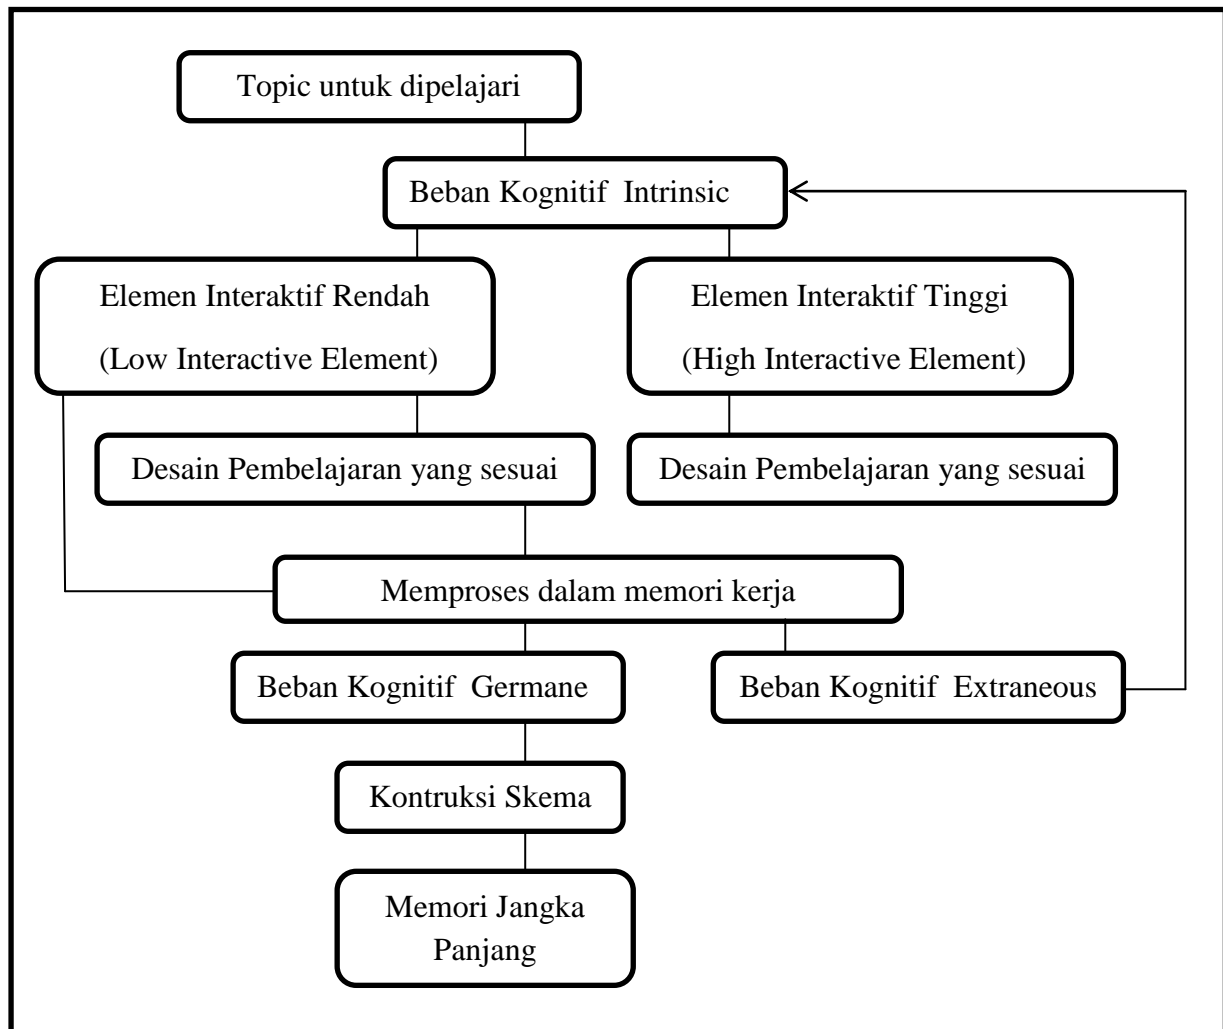 Topic untuk dipelajari
Beban Kognitif Intrinsic
Elemen Interaktif Rendah
(Low Interactive Element)
Elemen Interaktif Tinggi
(High Interactive Element)
Desain Pembelajaran yang sesuai
Desain Pembelajaran yang sesuai
Memproses dalam memori kerja
Beban Kognitif Germane
Beban Kognitif Extraneous
Kontruksi Skema
Memori Jangka
Panjang